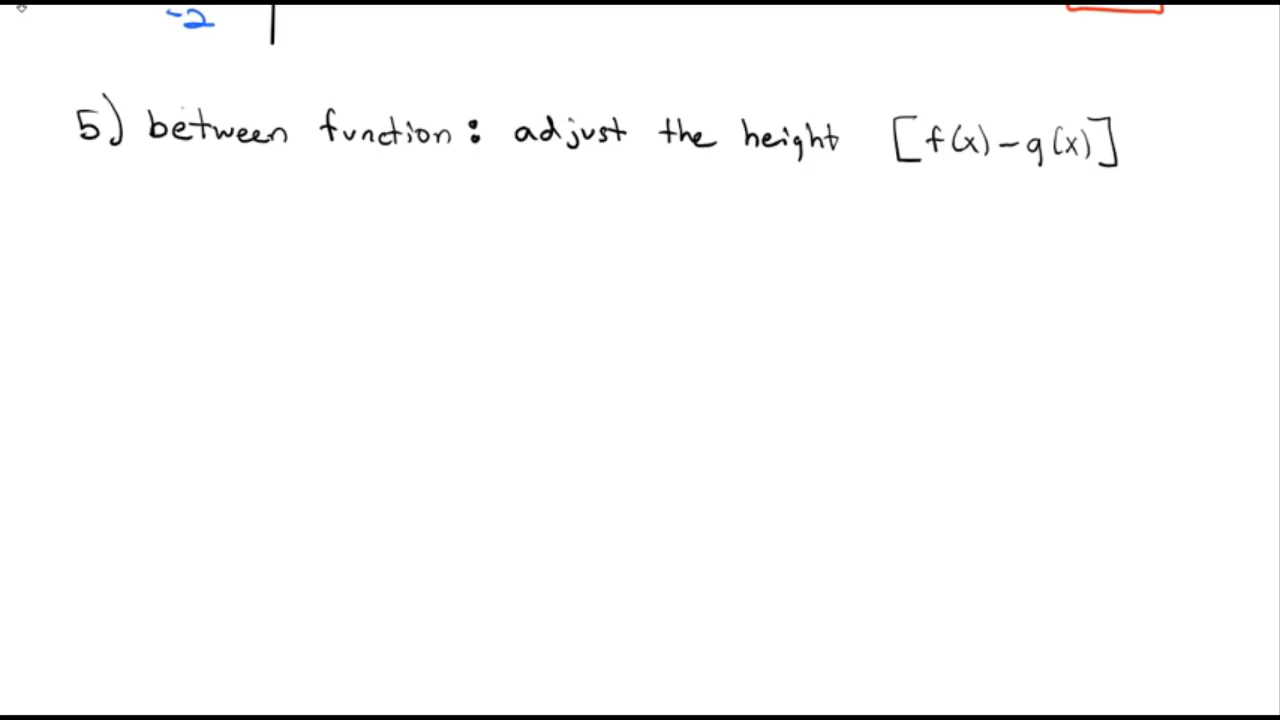 -2
5) between function: adjust the height [f(x) - g(x)]